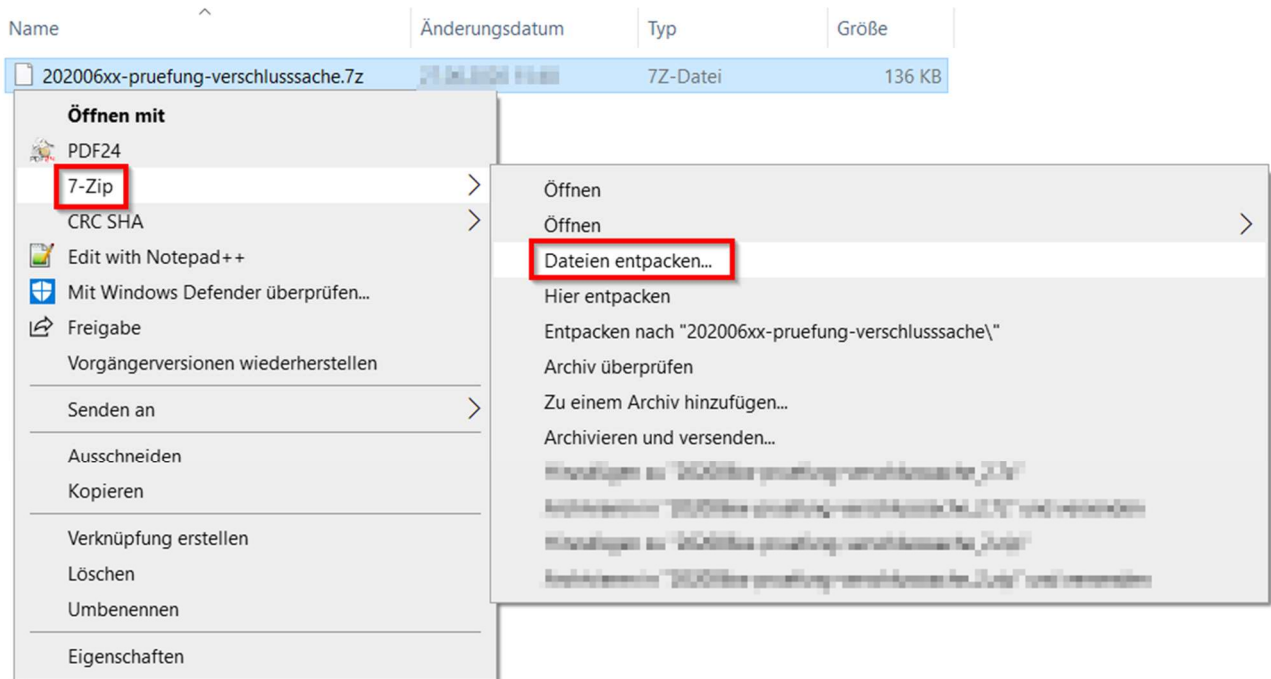 Name Änderungsdatum Typ Größe
202006xx-pruefung-verschlusssache.7z 7Z-Datei 136 KB
Öffnen mit
PDF24
7-Zip
CRC SHA
Edit with Notepad++
Mit Windows Defender überprüfen...
Freigabe
Vorgängerversionen wiederherstellen
Senden an
Ausschneiden
Kopieren
Verknüpfung erstellen
Löschen
Umbenennen
Eigenschaften
Öffnen
Öffnen
Dateien entpacken...
Hier entpacken
Entpacken nach "202006xx-pruefung-verschlusssache\"
Archiv überprüfen
Zu einem Archiv hinzufügen...
Archivieren und versenden...